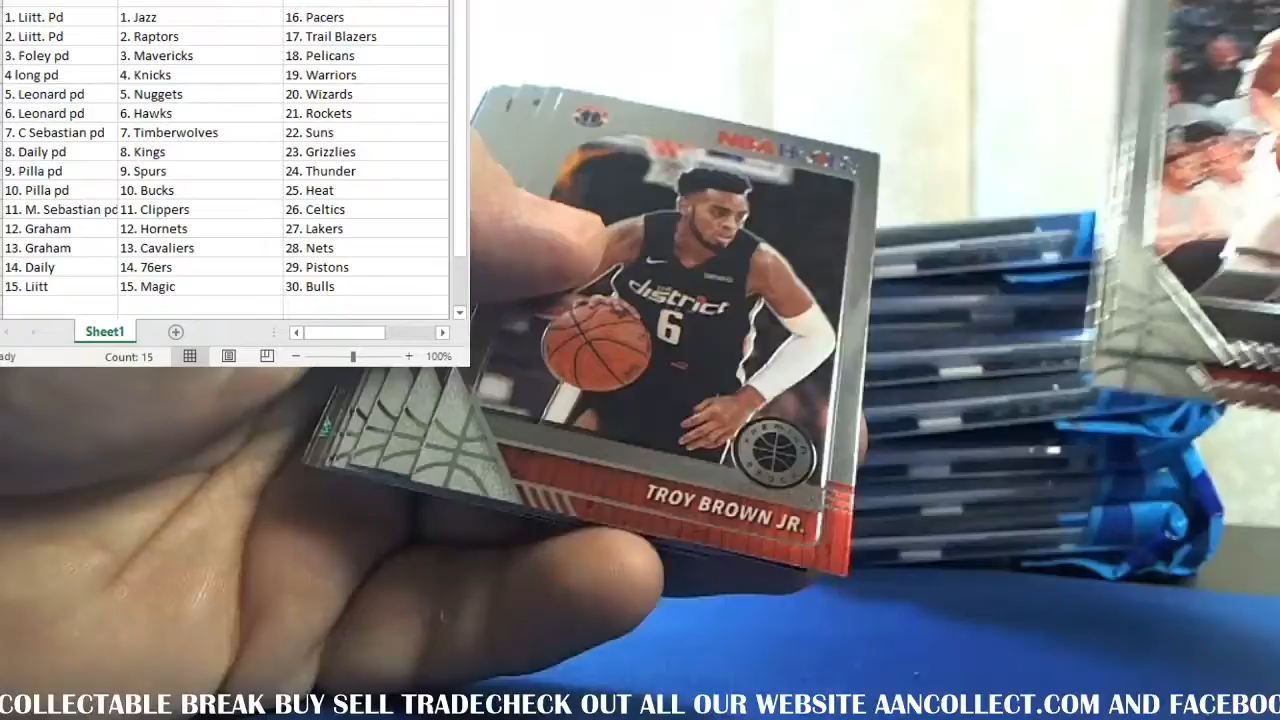 1. Liitt. Pd 1. Jazz 16. Pacers
2. Liitt. Pd 2. Raptors 17. Trail Blazers
3. Foley pd 3. Mavericks 18. Pelicans
4 long pd 4. Knicks 19. Warriors
5. Leonard pd 5. Nuggets 20. Wizards
6. Leonard pd 6. Hawks 21. Rockets
7. C Sebastian pd 7. Timberwolves 22. Suns
8. Daily pd 8. Kings 23. Grizzlies
9. Pilla pd 9. Spurs 24. Thunder
10. Pilla pd 10. Bucks 25. Heat
11. M. Sebastian pd 11. Clippers 26. Celtics
12. Graham 12. Hornets 27. Lakers
13. Graham 13. Cavaliers 28. Nets
14. Daily 14. 76ers 29. Pistons
15. Liitt 15. Magic 30. Bulls
Sheet1
ady Count: 15 100%
NBA HOOPS
district
6
PREMIUM STOCK
TROY BROWN JR.
COLLECTABLE BREAK BUY SELL TRADECHECK OUT ALL OUR WEBSITE AANCOLLECT.COM AND FACEBOO